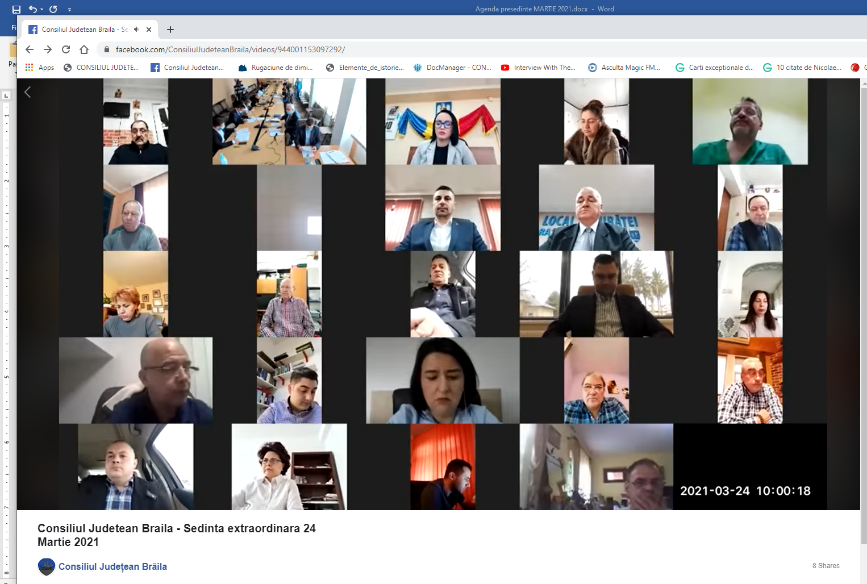 Agenda presedinte MARTIE 2021.docx - Word
Consiliul Judetean Braila - Se
facebook.com/ConsiliulJudeteanBraila/videos/944001153097292/
Apps
CONSILIUL JUDETE...
Consiliul Judetean...
Rugaciune de dimi...
Elemente_de_istorie...
DocManager - CON...
Interview With The...
Asculta Magic FM...
Carti exceptionale d...
10 citate de Nicolae...
2021-03-24 10:00:18
Consiliul Judetean Braila - Sedinta extraordinara 24
Martie 2021
Consiliul Județean Brăila
8 Shares